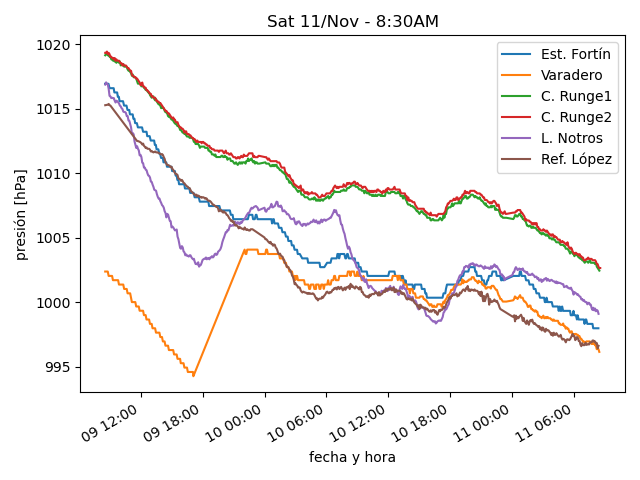 Sat 11/Nov - 8:30AM
presión [hPa]
1020
1015
1010
1005
1000
995
Est. Fortín
Varadero
C. Runge1
C. Runge2
L. Notros
Ref. López
09 12:00
09 18:00
10 00:00
10 06:00
10 12:00
10 18:00
11 00:00
11 06:00
fecha y hora